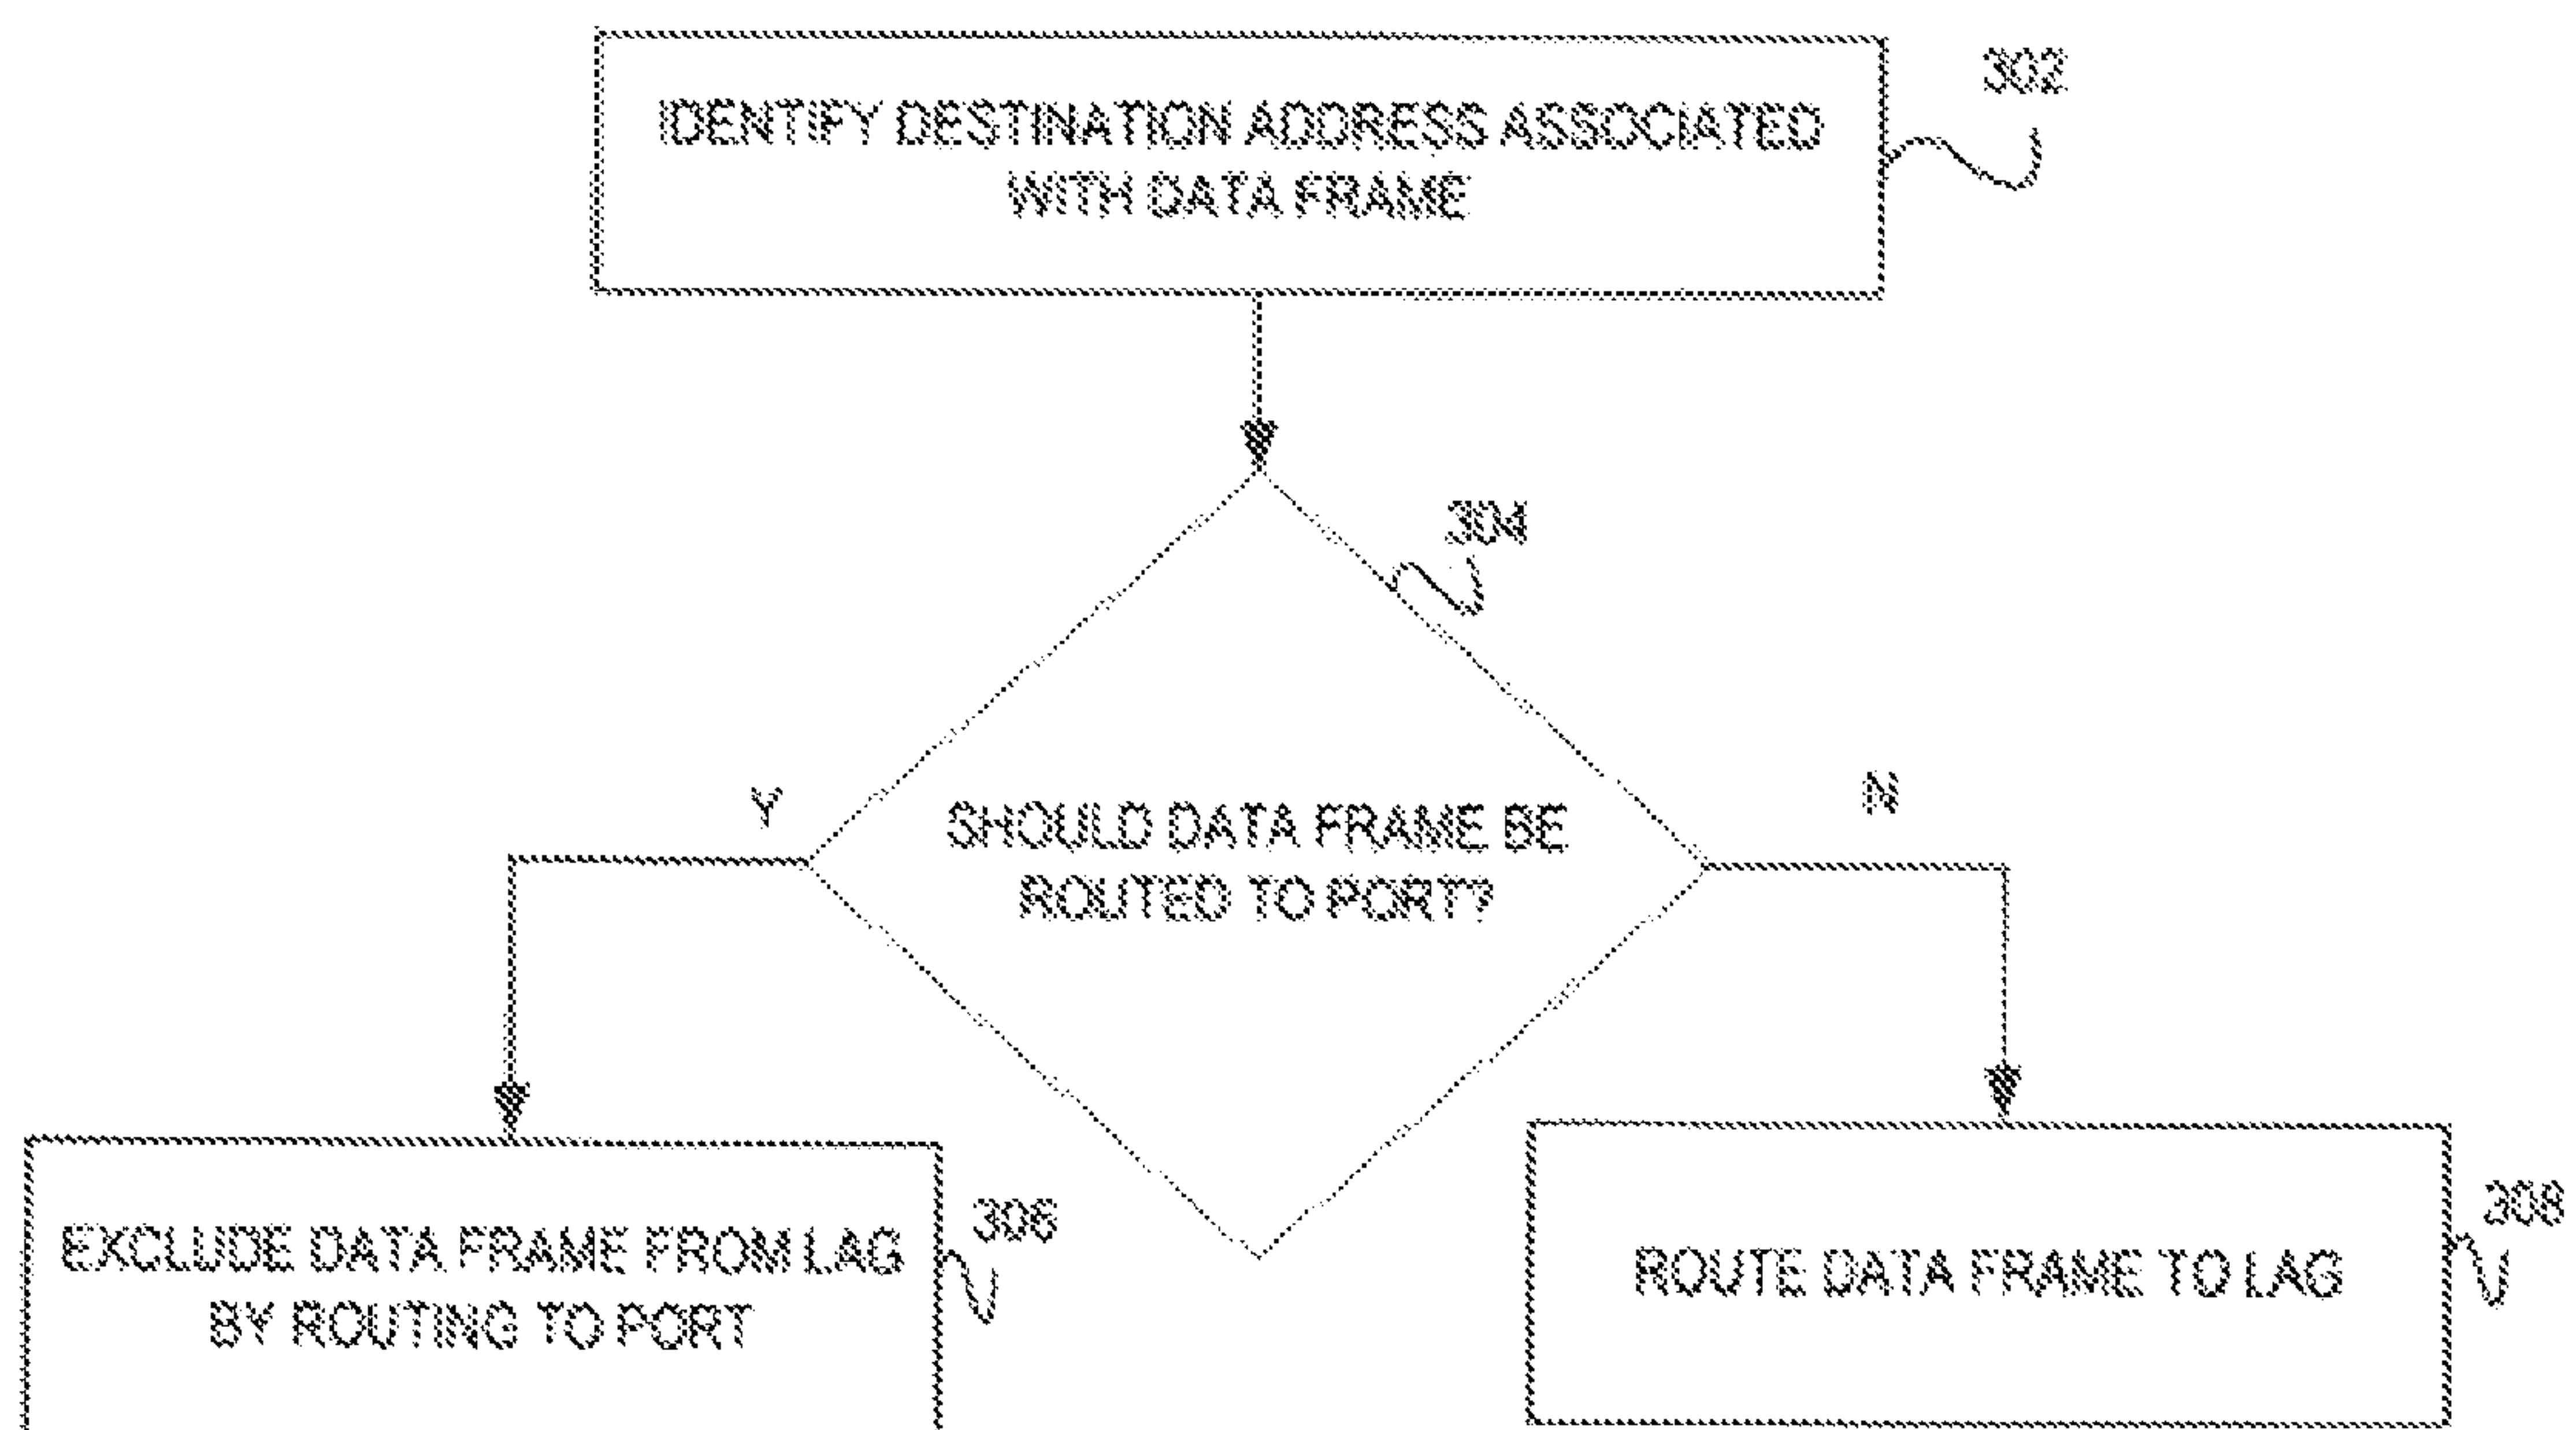 302
IDENTIFY DESTINATION ADDRESS ASSOCIATED
WITH DATA FRAME
304
Y
N
SHOULD DATA FRAME BE
ROUTED TO PORT?
306
308
EXCLUDE DATA FRAME FROM LAG
BY ROUTING TO PORT
ROUTE DATA FRAME TO LAG